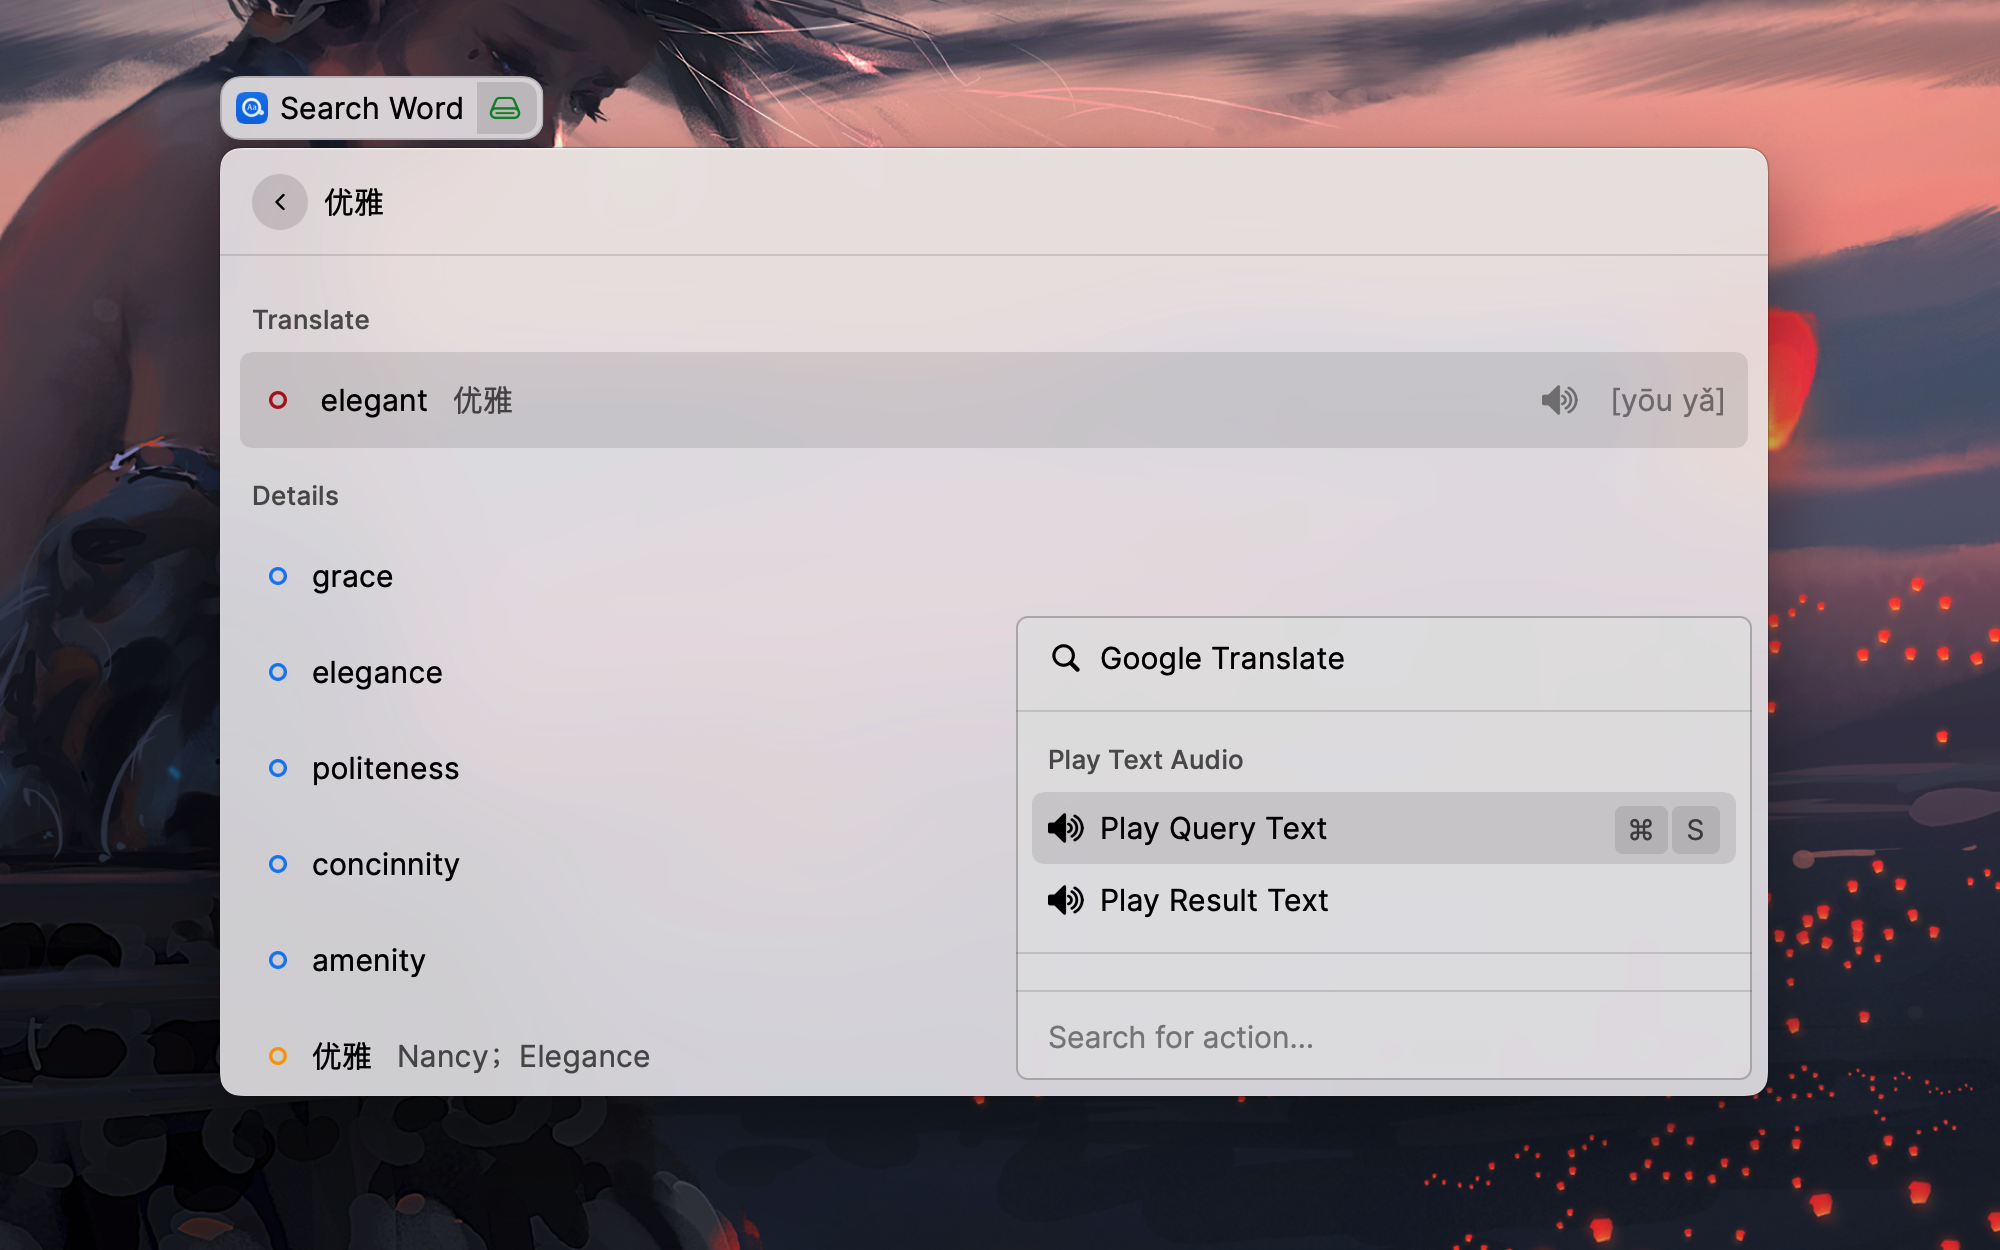 Search Word
优雅
Translate
elegant 优雅 [yōu yǎ]
Details
grace
elegance
politeness
concinnity
amenity
优雅 Nancy；Elegance
Google Translate
Play Text Audio
Play Query Text ⌘ S
Play Result Text
Search for action...